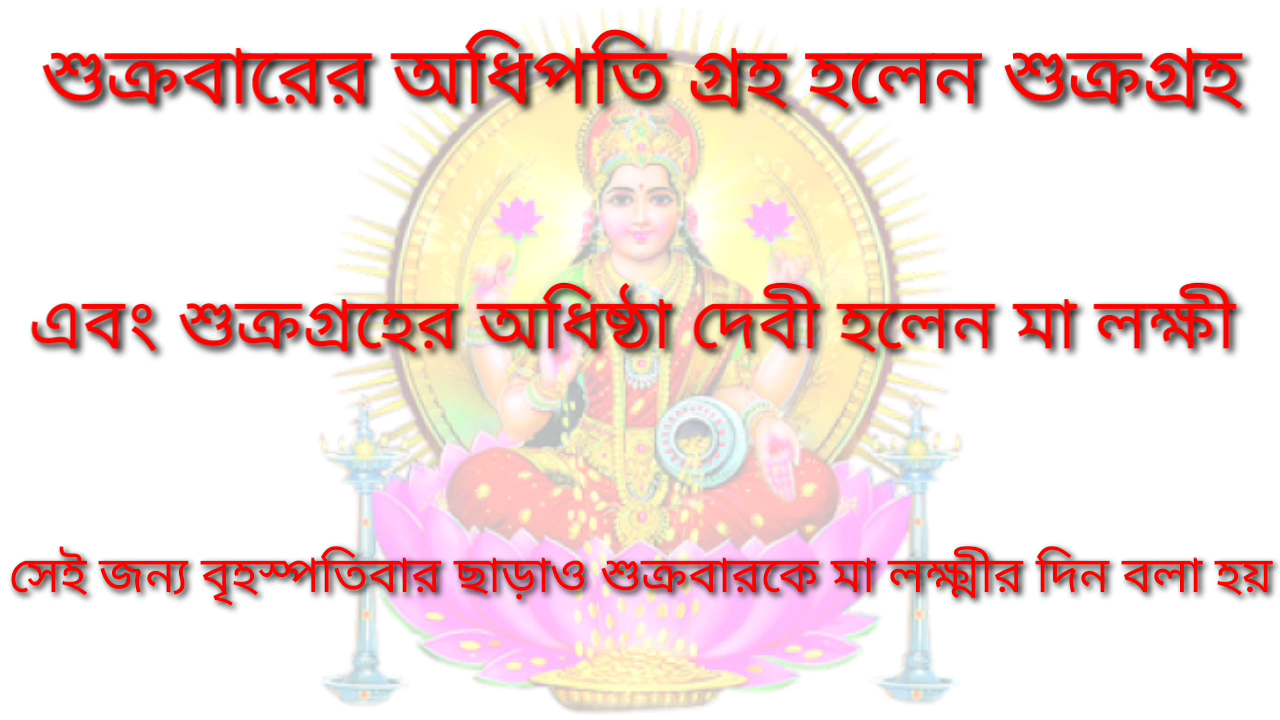 শুক্রবারের অধিপতি গ্রহ হলেন শুক্রগ্রহ
এবং শুক্রগ্রহের অধিষ্ঠা দেবী হলেন মা লক্ষী
সেই জন্য বৃহস্পতিবার ছাড়াও শুক্রবারকে মা লক্ষ্মীর দিন বলা হয়